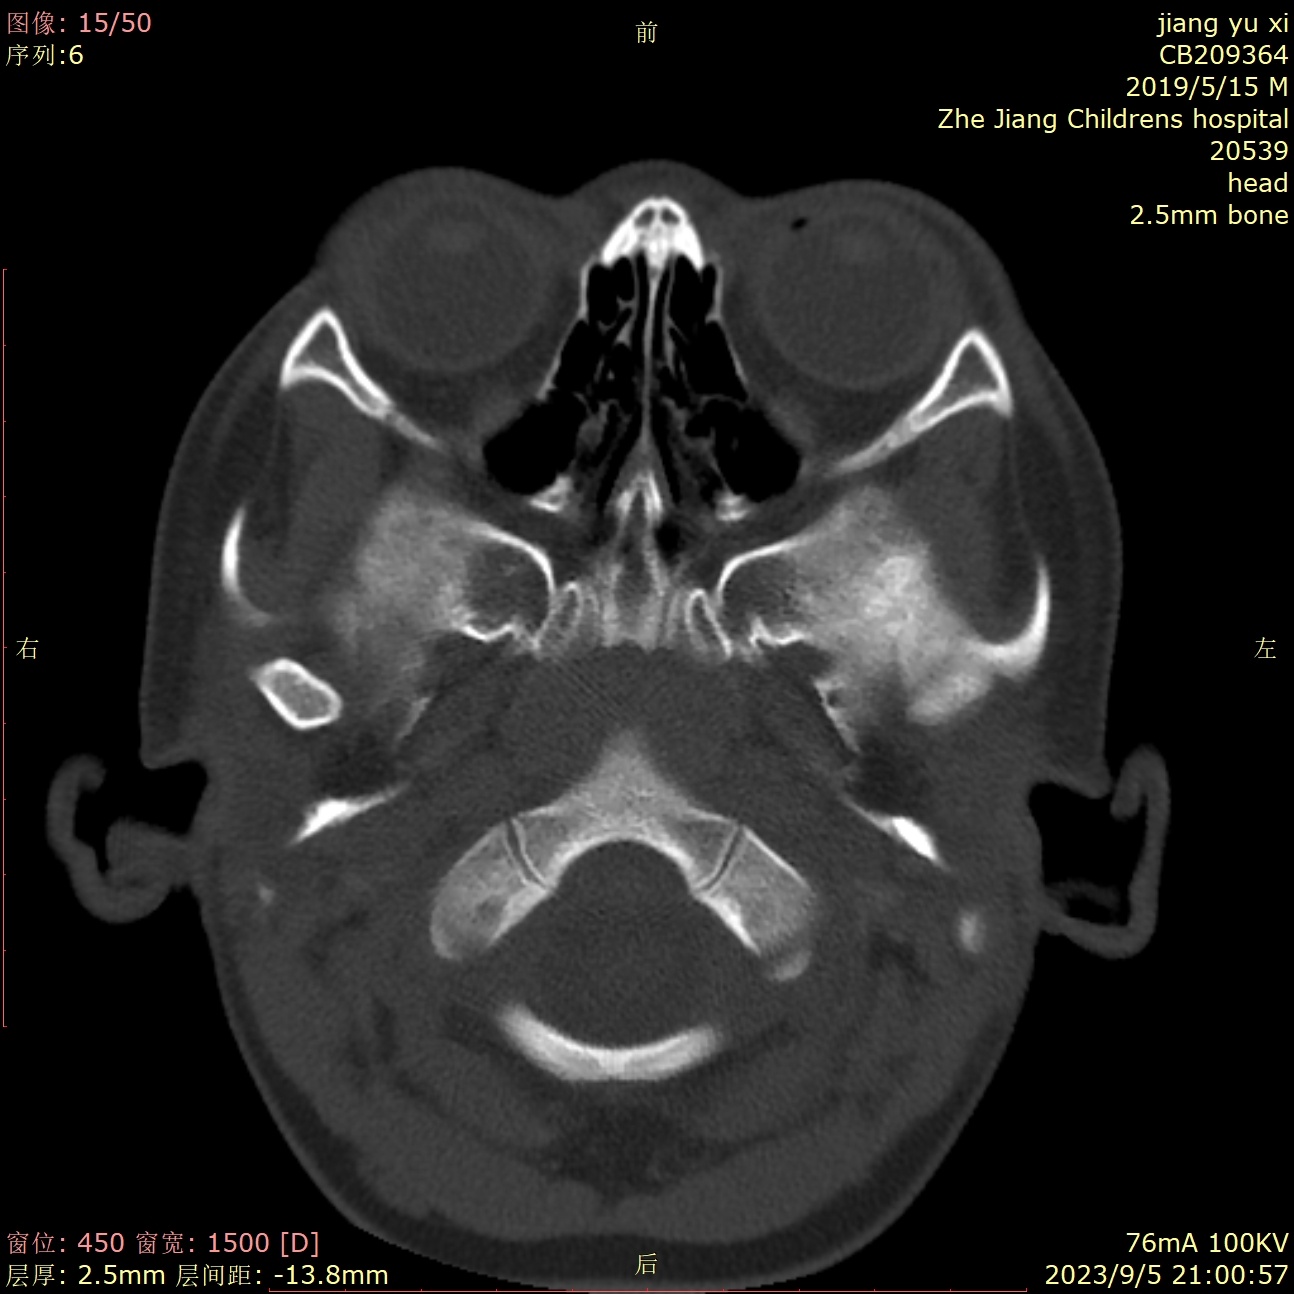 图像: 15/50
序列:6
前
jiang yu xi
CB209364
2019/5/15 M
Zhe Jiang Childrens hospital
20539
head
2.5mm bone
右
左
窗位: 450 窗宽: 1500 [D]
层厚: 2.5mm 层间距: -13.8mm
后
76mA 100KV
2023/9/5 21:00:57